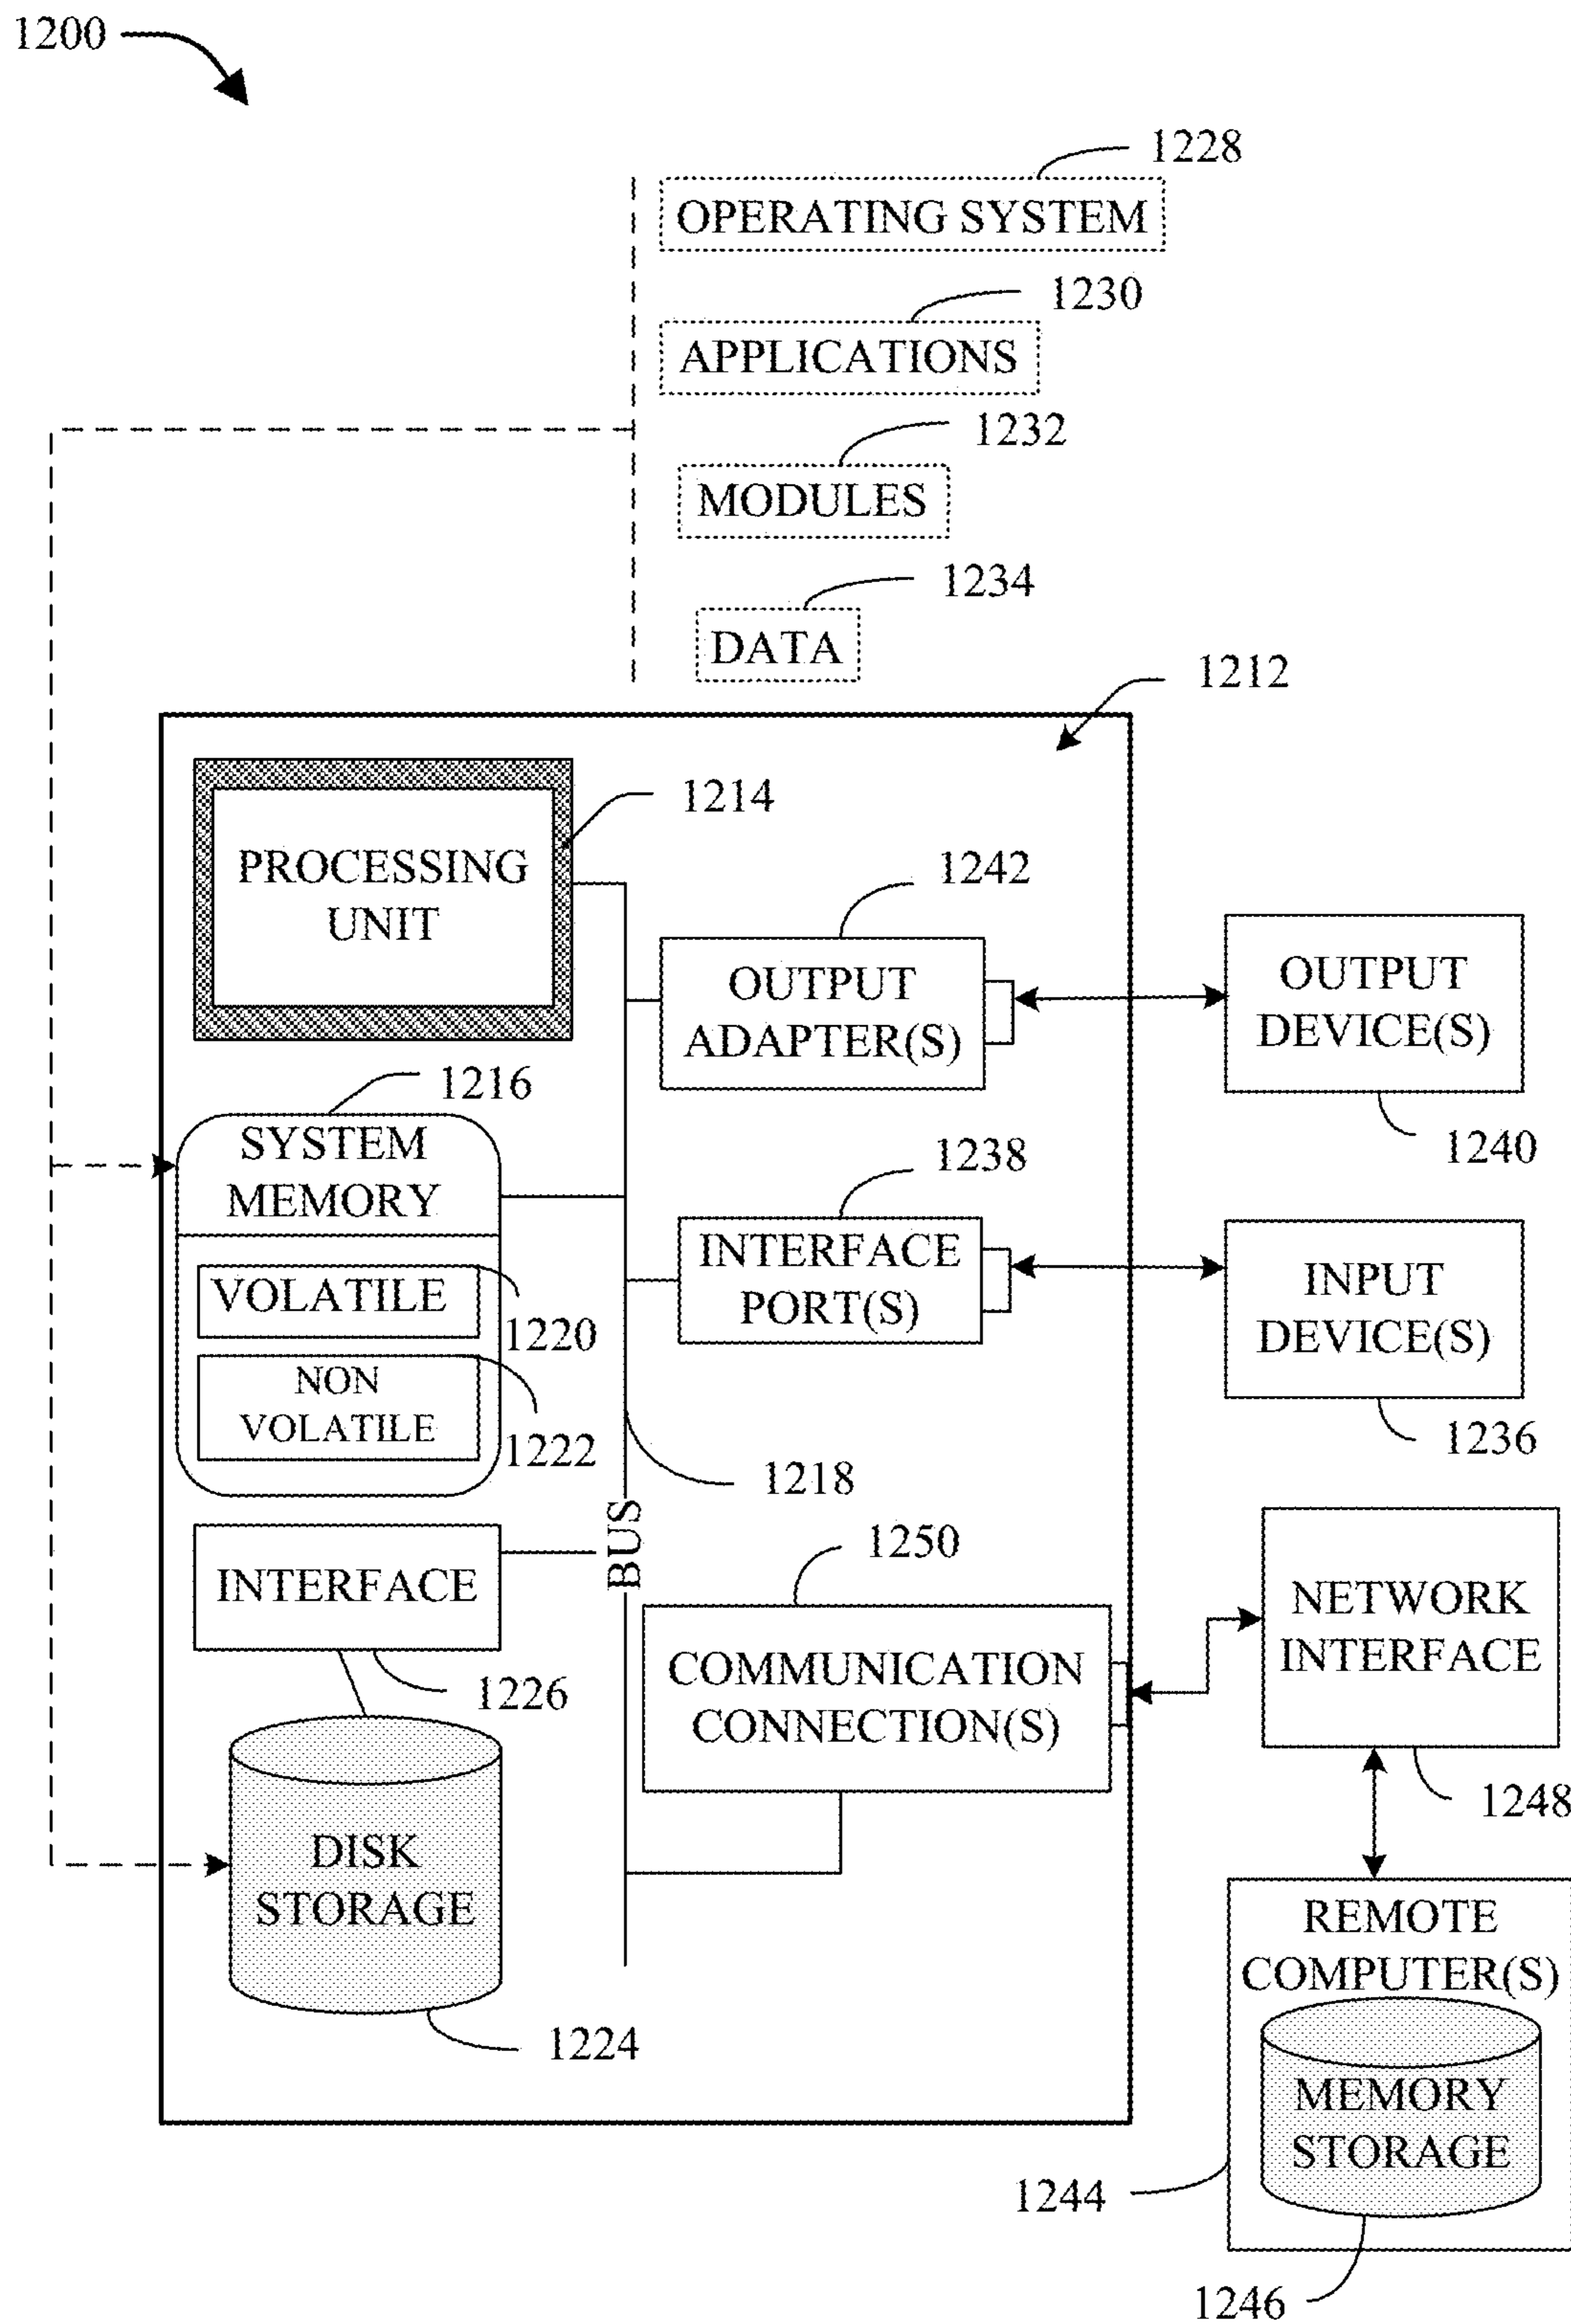 1200
1228
OPERATING SYSTEM
1230
APPLICATIONS
1232
MODULES
1234
DATA
1212
PROCESSING
UNIT
1214
1242
OUTPUT
ADAPTER(S)
OUTPUT
DEVICE(S)
1240
1216
SYSTEM
MEMORY
VOLATILE
1220
NON
VOLATILE
1222
1238
INTERFACE
PORT(S)
INPUT
DEVICE(S)
1236
1218
BUS
INTERFACE
1226
1250
COMMUNICATION
CONNECTION(S)
NETWORK
INTERFACE
1248
DISK
STORAGE
1224
REMOTE
COMPUTER(S)
MEMORY
STORAGE
1244
1246